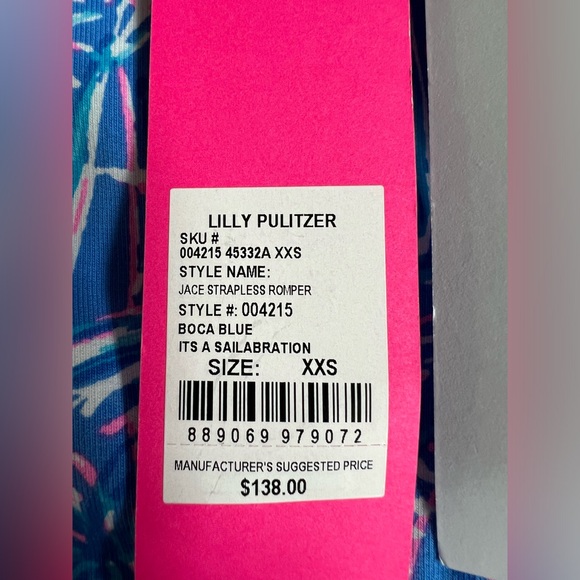 LILLY PULITZER
SKU #
004215 45332A XXS
STYLE NAME:
JACE STRAPLESS ROMPER
STYLE #: 004215
BOCA BLUE
ITS A SAILABRATION
SIZE: XXS
889069 979072
MANUFACTURER'S SUGGESTED PRICE
$138.00